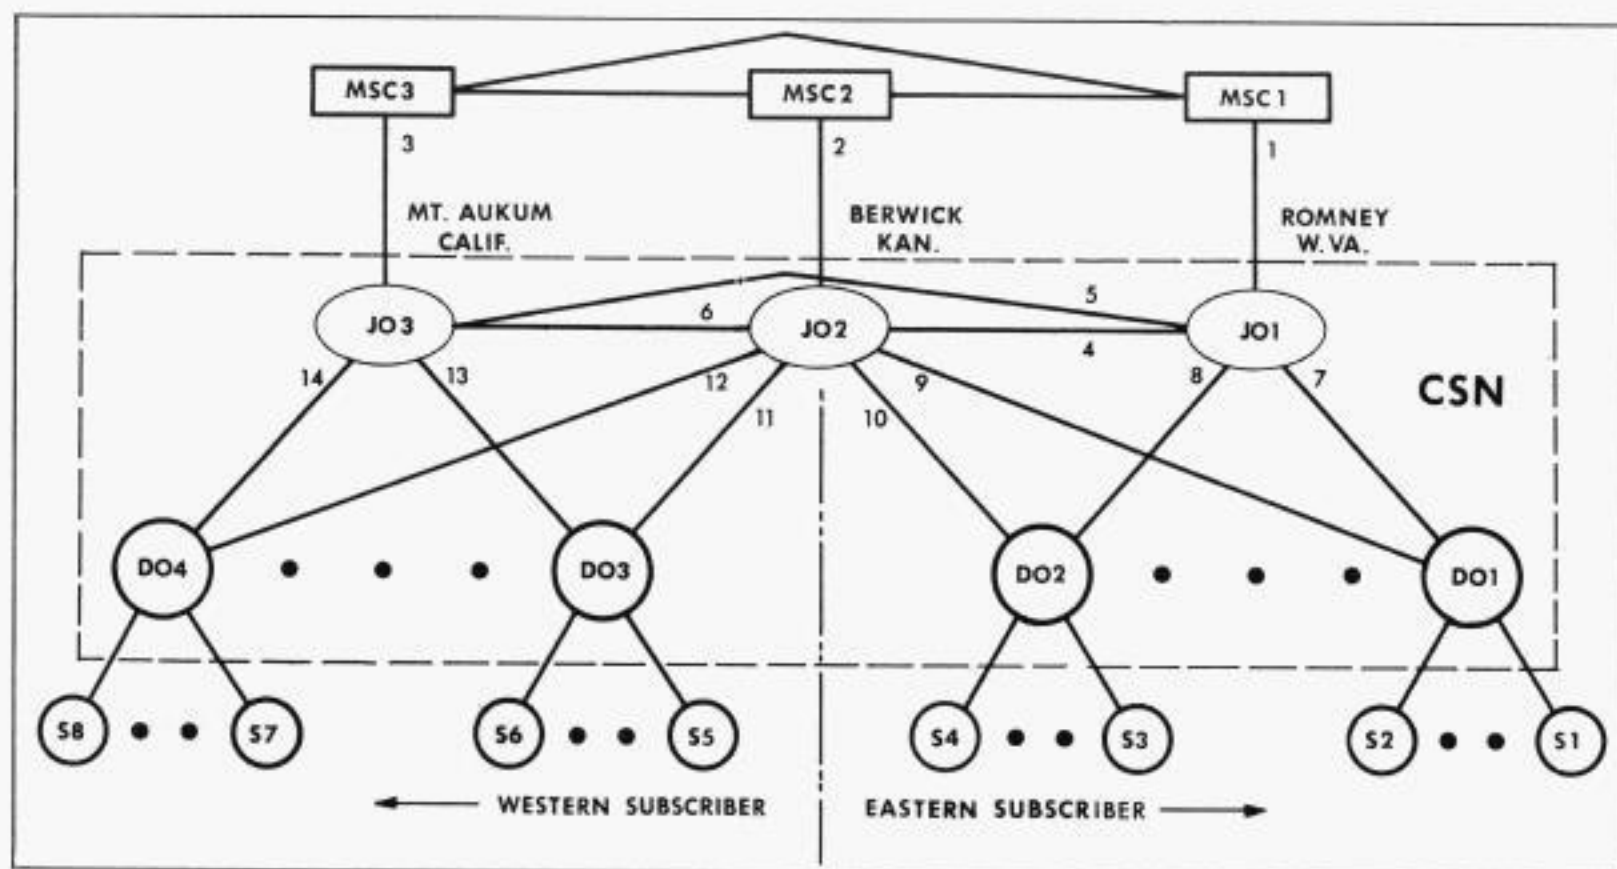 MSC3
MSC2
MSC1
3
2
1
MT. AUKUM
CALIF.
BERWICK
KAN.
ROMNEY
W. VA.
5
6
4
JO3
JO2
JO1
14
13
12
11
10
9
8
7
CSN
DO4
DO3
DO2
DO1
S8
S7
S6
S5
S4
S3
S2
S1
WESTERN SUBSCRIBER
EASTERN SUBSCRIBER